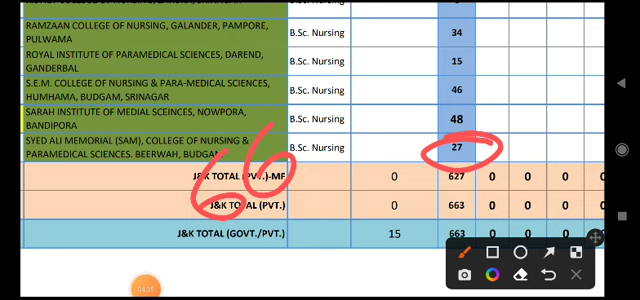 RAMZAAN COLLEGE OF NURSING, GALANDER, PAMPORE, PULWAMA B.Sc. Nursing 34
ROYAL INSTITUTE OF PARAMEDICAL SCIENCES, DAREND, GANDERBAL B.Sc. Nursing 15
S.E.M. COLLEGE OF NURSING & PARA-MEDICAL SCIENCES, HUMHAMA, BUDGAM, SRINAGAR B.Sc. Nursing 46
SARAH INSTITUTE OF MEDIAL SCEINCES, NOWPORA, BANDIPORA B.Sc. Nursing 48
SYED ALI MEMORIAL (SAM), COLLEGE OF NURSING & PARAMEDICAL SCIENCES. BEERWAH, BUDGAM B.Sc. Nursing 27
J&K TOTAL (PVT.)-MF 0 627 0 0 0 0
J&K TOTAL (PVT.) 0 663 0 0 0 0
J&K TOTAL (GOVT./PVT.) 15 663 0
66